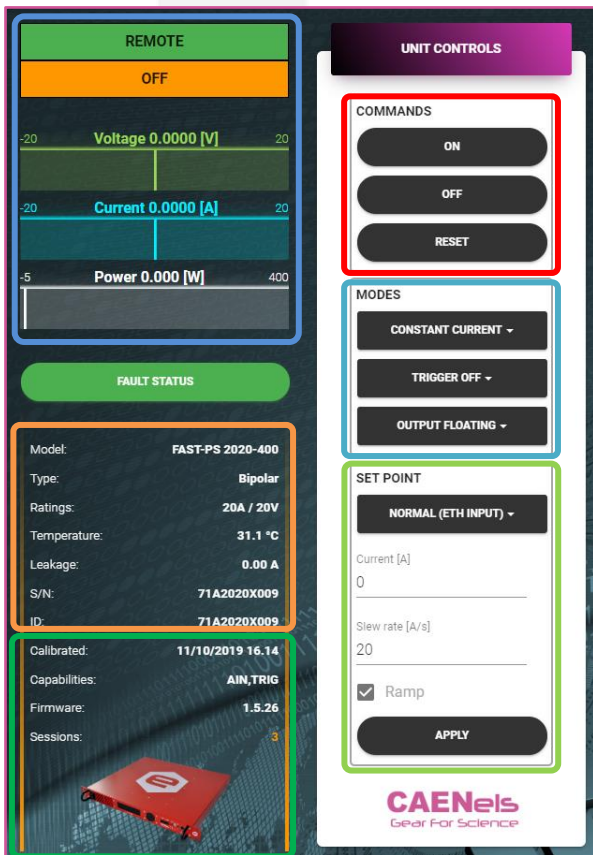 REMOTE
OFF
Voltage 0.0000 [V]
-20 20
Current 0.0000 [A]
-20 20
Power 0.000 [W]
-5 400
FAULT STATUS
Model: FAST-PS 2020-400
Type: Bipolar
Ratings: 20A / 20V
Temperature: 31.1 °C
Leakage: 0.00 A
S/N: 71A2020X009
ID: 71A2020X009
Calibrated: 11/10/2019 16.14
Capabilities: AIN,TRIG
Firmware: 1.5.26
Sessions: 3
UNIT CONTROLS
COMMANDS
ON
OFF
RESET
MODES
CONSTANT CURRENT
TRIGGER OFF
OUTPUT FLOATING
SET POINT
NORMAL (ETH INPUT)
Current [A]
0
Slew rate [A/s]
20
Ramp
APPLY
CAENels
Gear For Science